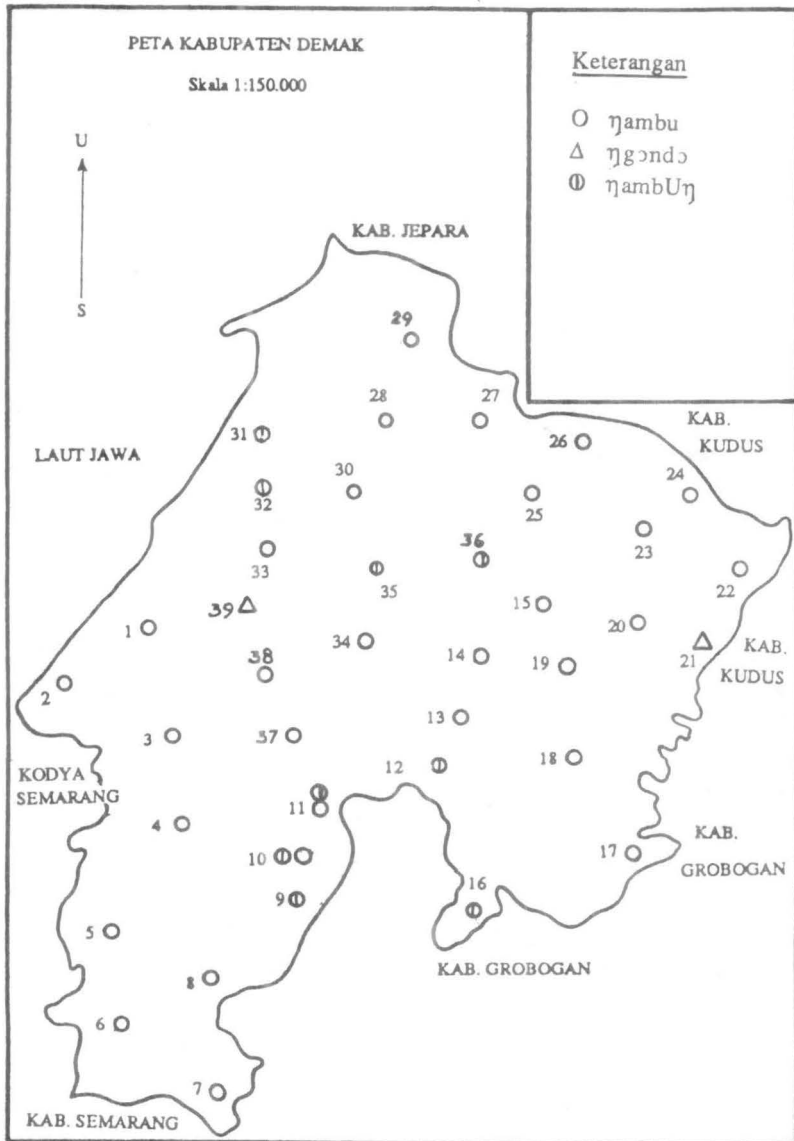 PETA KABUPATEN DEMAK
Skala 1:150.000
U
S
Keterangan
ŋambu
ŋgɔndɔ
ŋambUŋ
KAB. JEPARA
29
28
27
KAB.
KUDUS
26
31
LAUT JAWA
30
24
32
25
23
36
33
35
22
39
15
1
20
34
14
38
19
21
KAB.
KUDUS
2
13
3
37
12
18
KODYA
SEMARANG
11
4
KAB.
GROBOGAN
10
17
16
9
5
KAB. GROBOGAN
8
6
7
KAB. SEMARANG